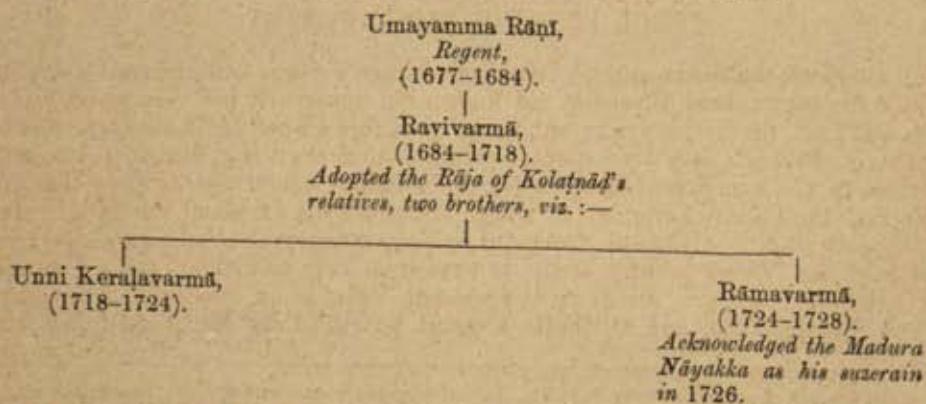 Umayamma Rāṇī,
Regent,
(1677–1684).
Ravivarmā,
(1684–1718).
Adopted the Rāja of Kolaṭnāḍ's
relatives, two brothers, viz. :—
Unni Keraḷavarmā,
(1718–1724).
Rāmavarmā,
(1724–1728).
Acknowledged the Madura
Nāyakka as his suzerain
in 1726.